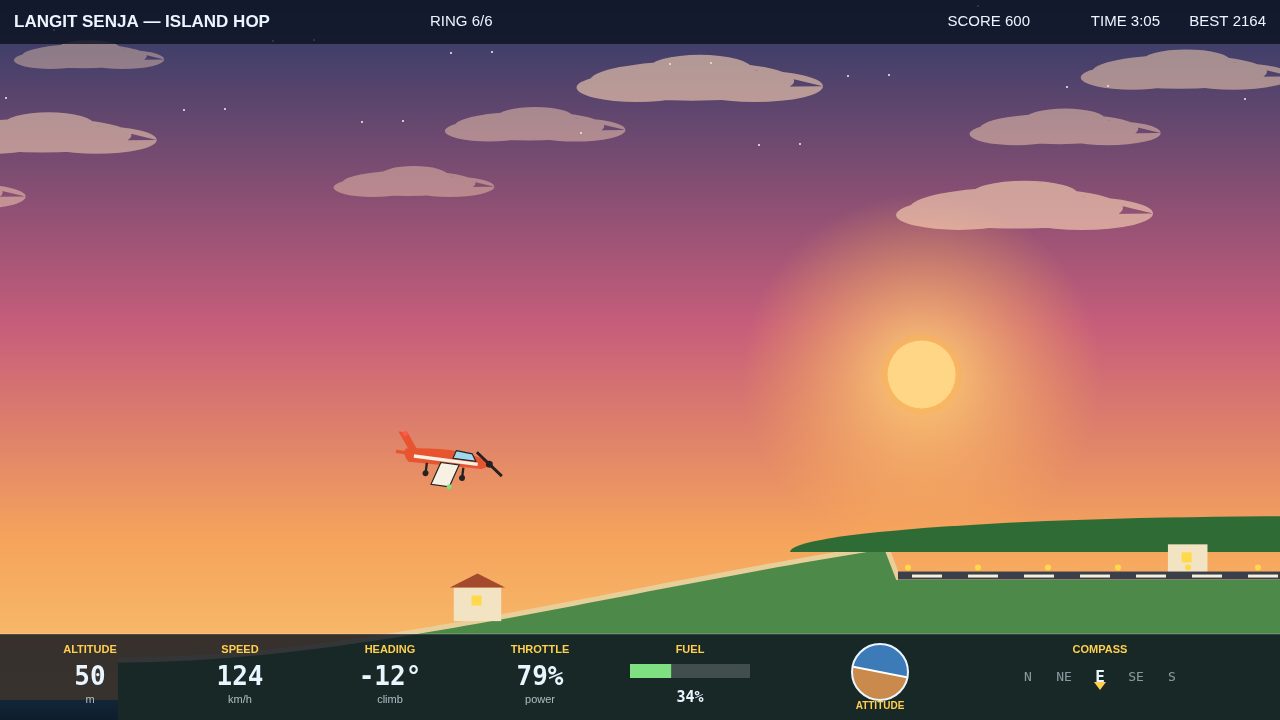 LANGIT SENJA — ISLAND HOP
RING 6/6
SCORE 600
TIME 3:05
BEST 2164
ALTITUDE
50
m
SPEED
124
km/h
HEADING
-12°
climb
THROTTLE
79%
power
FUEL
34%
ATTITUDE
COMPASS
N NE E SE S